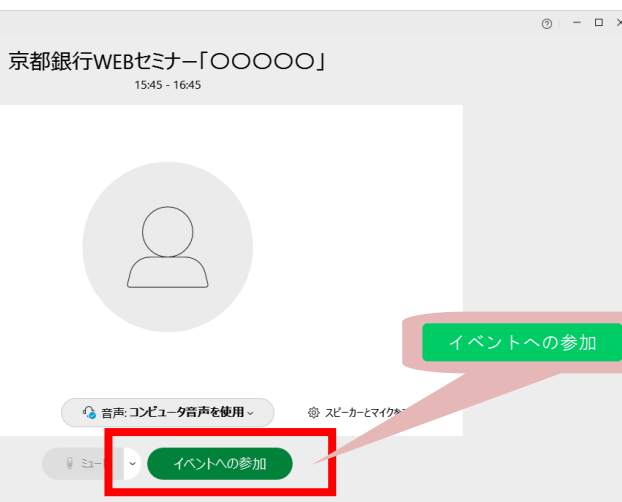 京都銀行WEBセミナー「〇〇〇〇〇」
15:45 - 16:45
イベントへの参加
音声: コンピュータ音声を使用
スピーカーとマイクを
ミュー
イベントへの参加